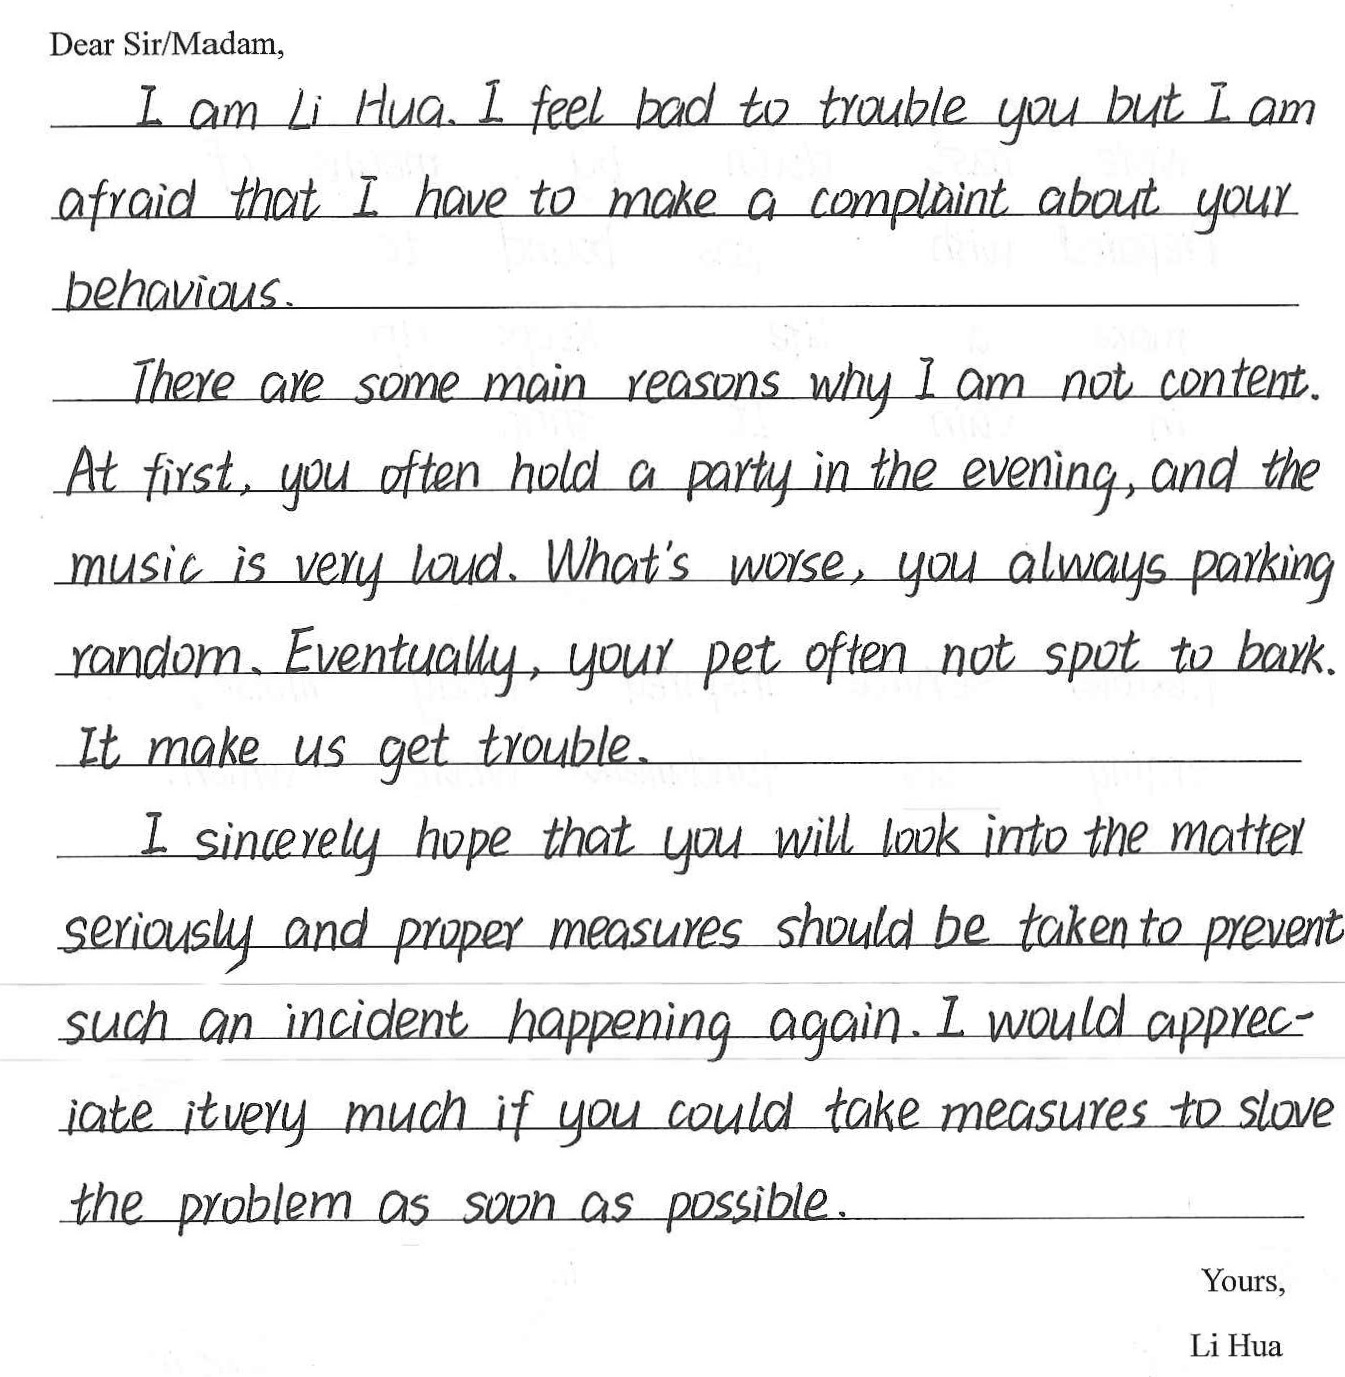 Dear Sir/Madam,
I am Li Hua. I feel bad to trouble you but I am
afraid that I have to make a complaint about your
behavious.
There are some main reasons why I am not content.
At first, you often hold a party in the evening, and the
music is very loud. What's worse, you always parking
random. Eventually, your pet often not spot to bark.
It make us get trouble.
I sincerely hope that you will look into the matter
seriously and proper measures should be taken to prevent
such an incident happening again. I would apprec-
iate it very much if you could take measures to slove
the problem as soon as possible.
Yours,
Li Hua